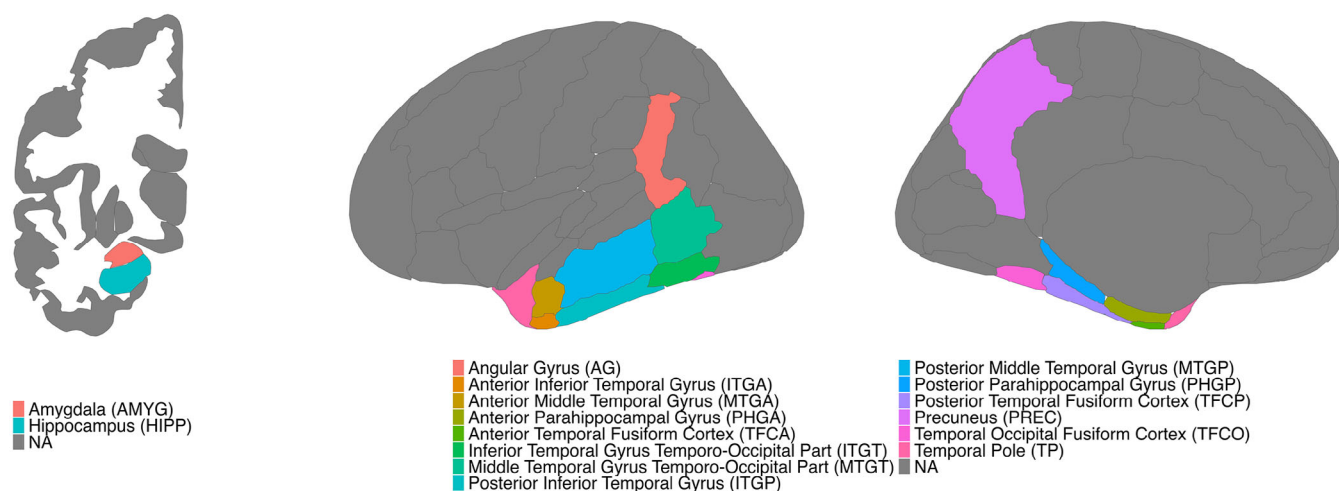 Amygdala (AMYG)
Hippocampus (HIPP)
NA
Angular Gyrus (AG)
Anterior Inferior Temporal Gyrus (ITGA)
Anterior Middle Temporal Gyrus (MTGA)
Anterior Parahippocampal Gyrus (PHGA)
Anterior Temporal Fusiform Cortex (TFCA)
Inferior Temporal Gyrus Temporo-Occipital Part (ITGT)
Middle Temporal Gyrus Temporo-Occipital Part (MTGT)
Posterior Inferior Temporal Gyrus (ITGP)
Posterior Middle Temporal Gyrus (MTGP)
Posterior Parahippocampal Gyrus (PHGP)
Posterior Temporal Fusiform Cortex (TFCP)
Precuneus (PREC)
Temporal Occipital Fusiform Cortex (TFCO)
Temporal Pole (TP)
NA